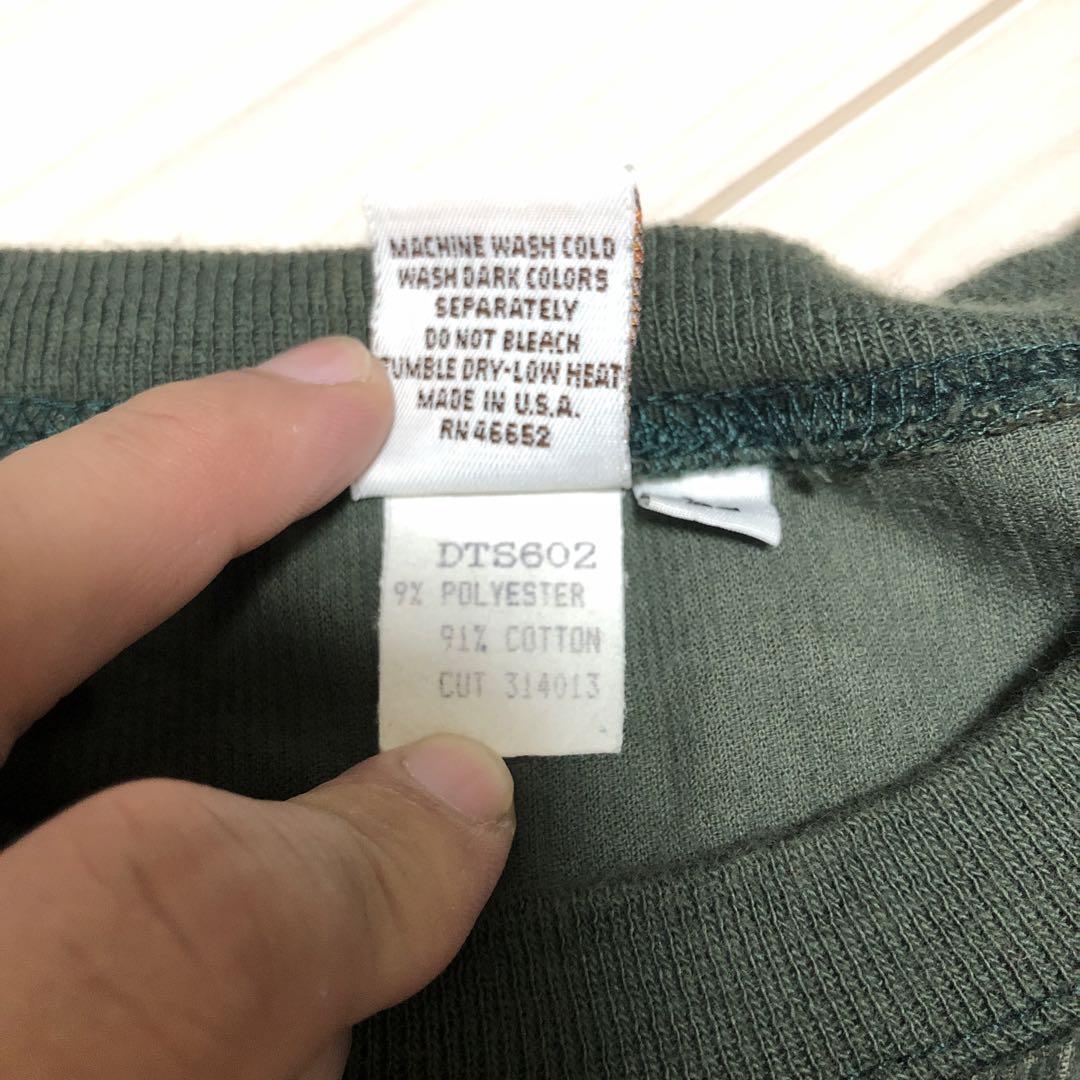 MACHINE WASH COLD
WASH DARK COLORS
SEPARATELY
DO NOT BLEACH
TUMBLE DRY-LOW HEAT
MADE IN U.S.A.
RN 46652
DTS602
9% POLYESTER
91% COTTON
CUT 314013